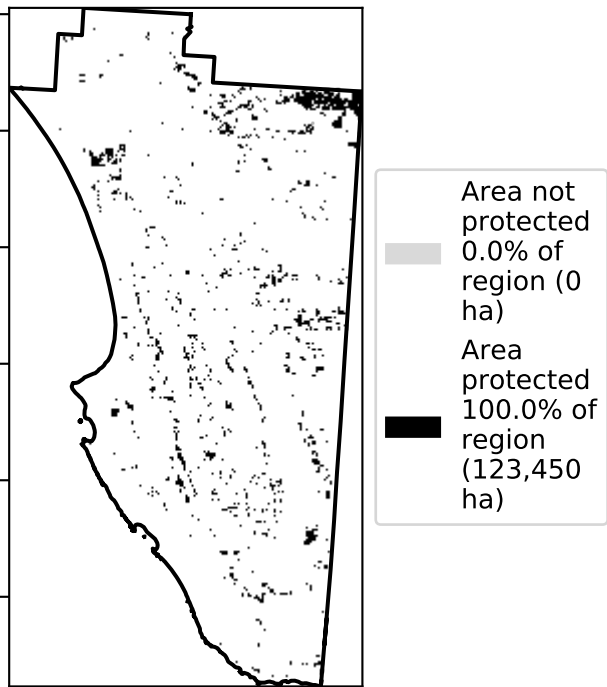 Area not
protected
0.0% of
region (0
ha)
Area
protected
100.0% of
region
(123,450
ha)